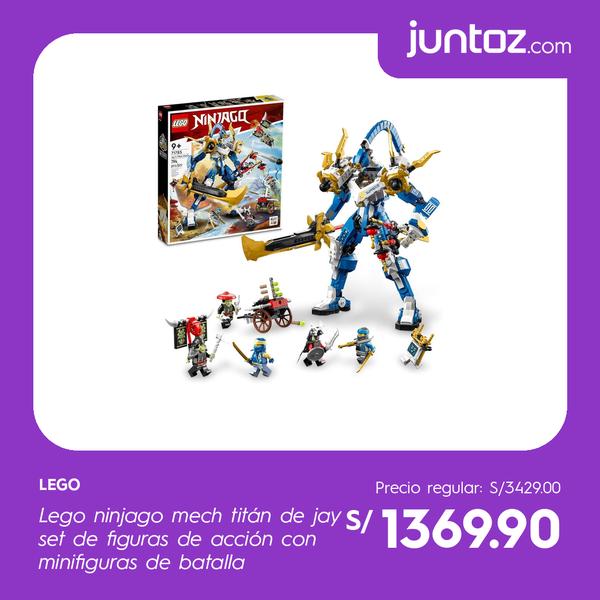 juntoz.com
LEGO NINJAGO
9+
71785
LEGO
Precio regular: S/3429.00
Lego ninjago mech titán de jay
set de figuras de acción con
minifiguras de batalla
S/ 1369.90